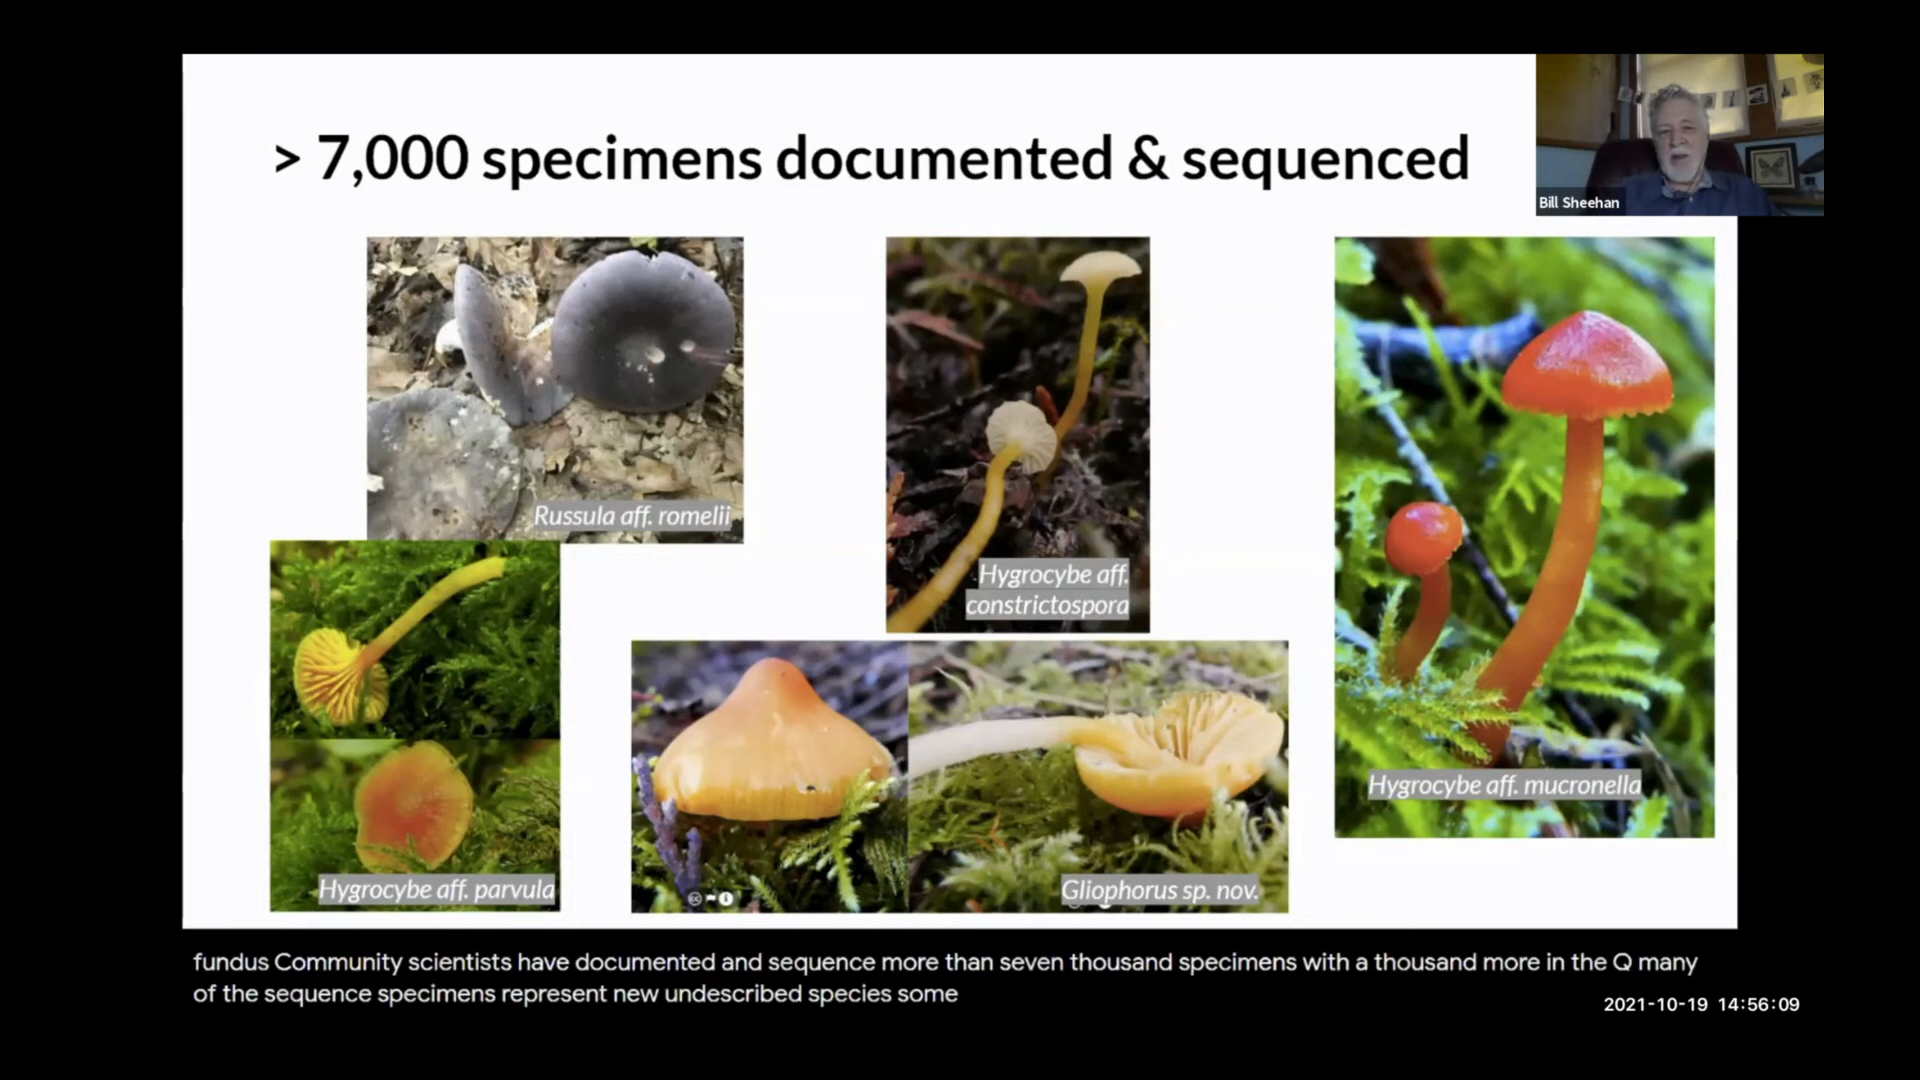 > 7,000 specimens documented & sequenced
Bill Sheehan
Russula aff. romelii
Hygrocybe aff.
constrictospora
Hygrocybe aff. mucronella
Hygrocybe aff. parvula
Gliophorus sp. nov.
fundus Community scientists have documented and sequence more than seven thousand specimens with a thousand more in the Q many
of the sequence specimens represent new undescribed species some
2021-10-19 14:56:09